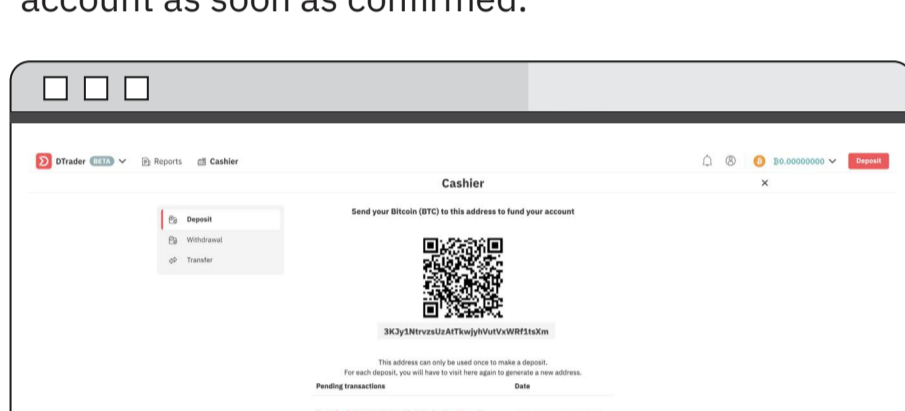 account as soon as confirmed.
DTrader BETA Reports Cashier ₿0.00000000 Deposit
Cashier
Send your Bitcoin (BTC) to this address to fund your account
Deposit
Withdrawal
Transfer
3KJy1NtrvzsUzAtTkwjyhVutVxWRf1tsXm
This address can only be used once to make a deposit.
For each deposit, you will have to visit here again to generate a new address.
Pending transactions Date